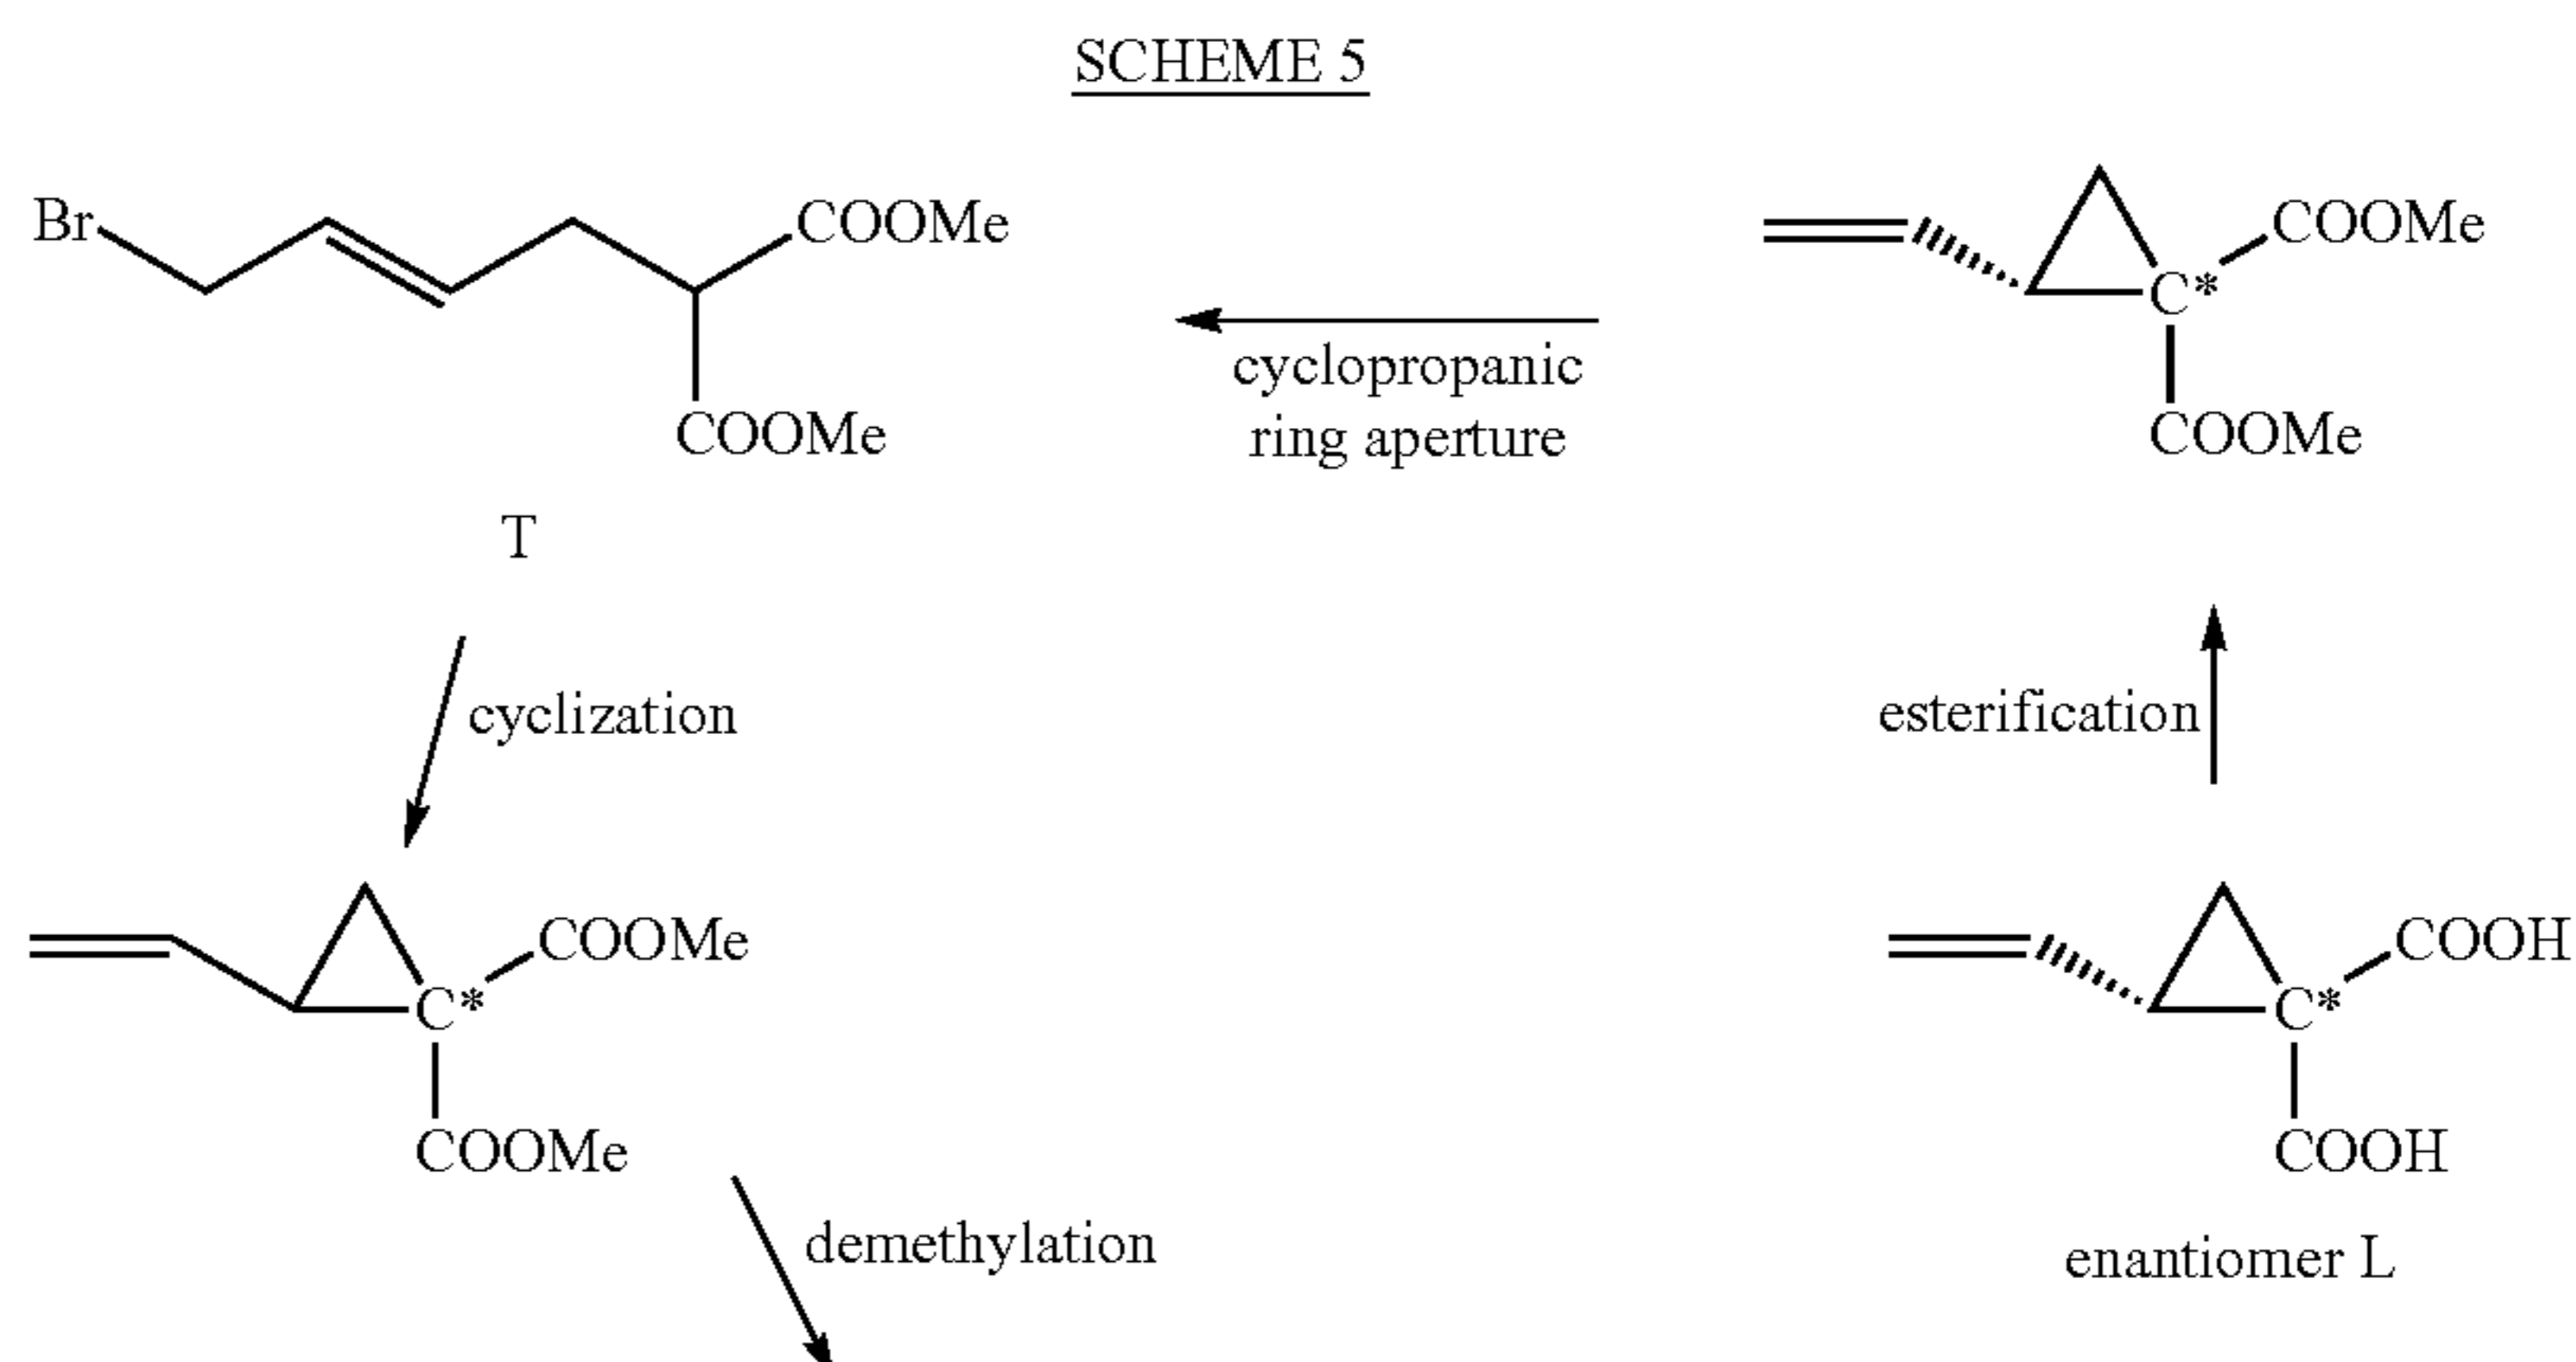 SCHEME 5
Br
COOMe
COOMe
T
cyclopropanic
ring aperture
COOMe
C*
COOMe
cyclization
esterification
COOMe
C*
COOMe
demethylation
COOH
C*
COOH
enantiomer L